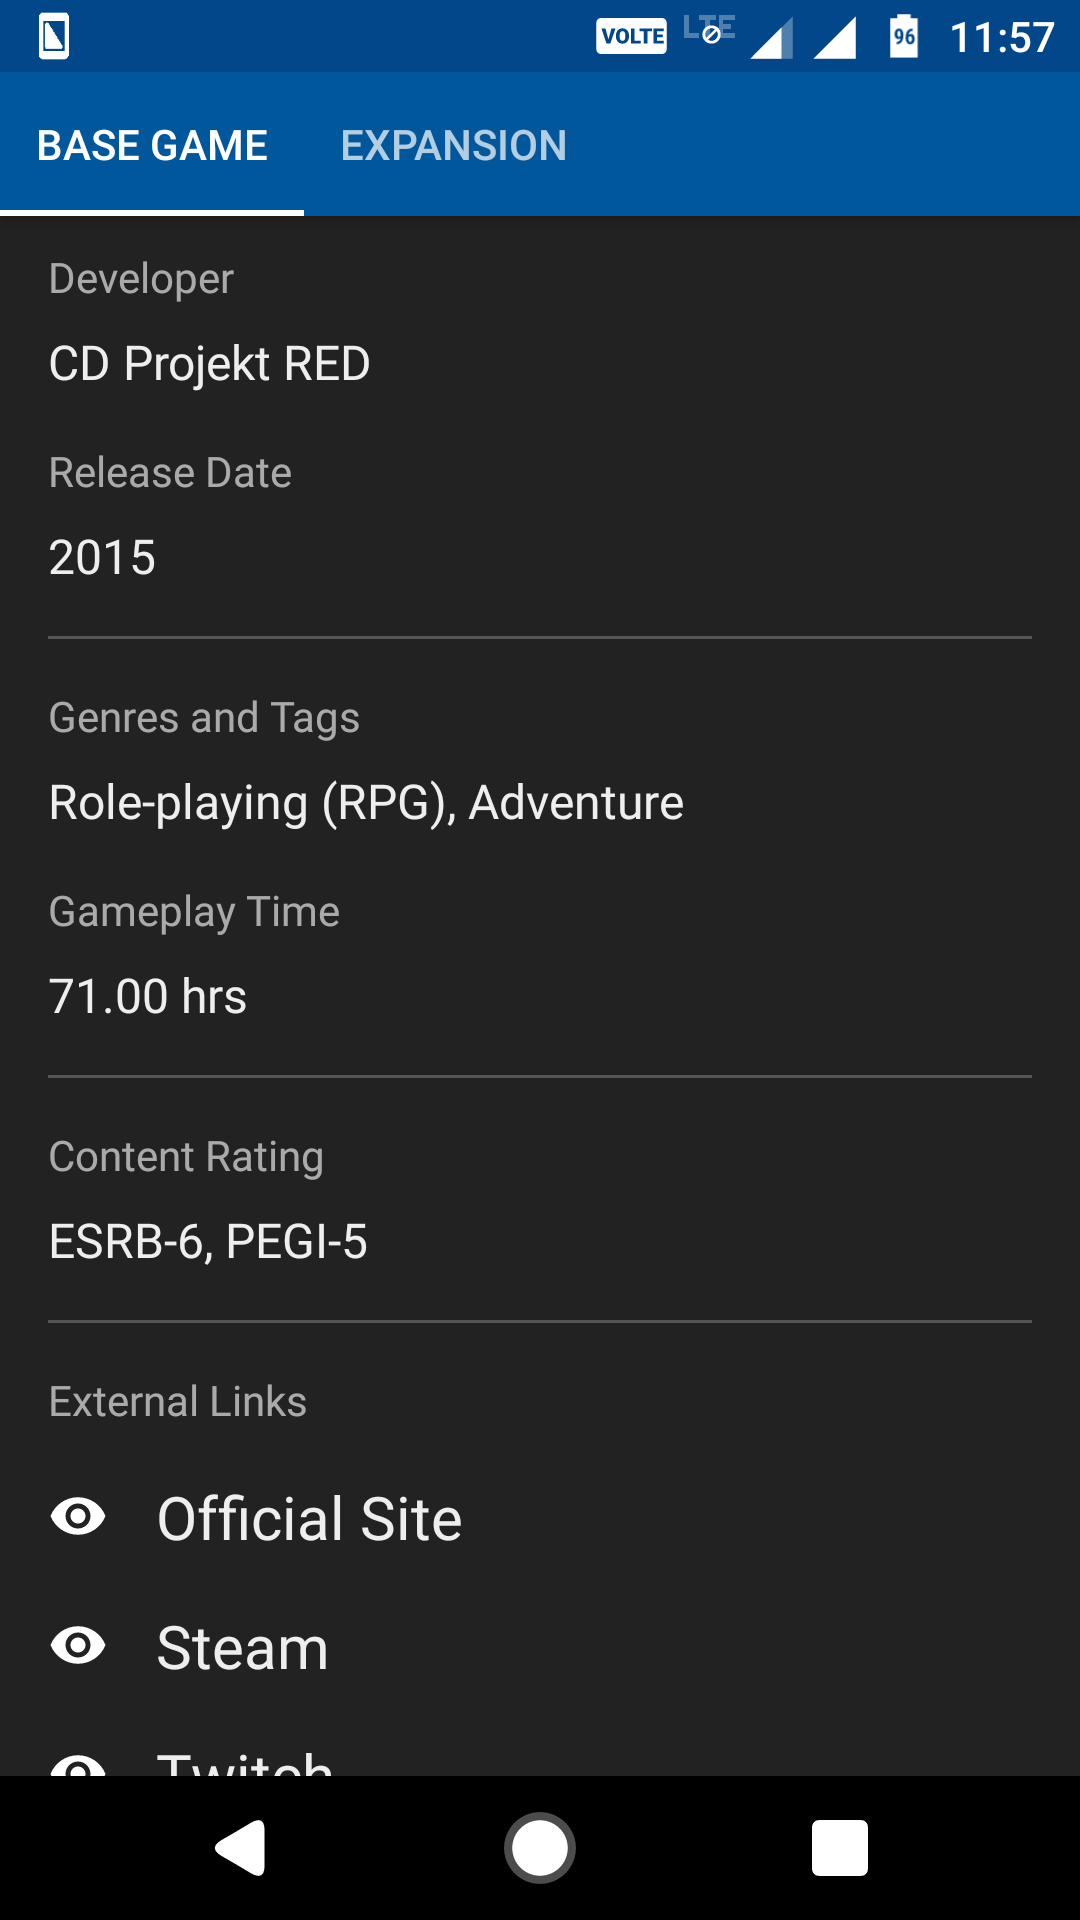 VOLTE LTE 96 11:57
BASE GAME EXPANSION
Developer
CD Projekt RED
Release Date
2015
Genres and Tags
Role-playing (RPG), Adventure
Gameplay Time
71.00 hrs
Content Rating
ESRB-6, PEGI-5
External Links
Official Site
Steam
Twitch